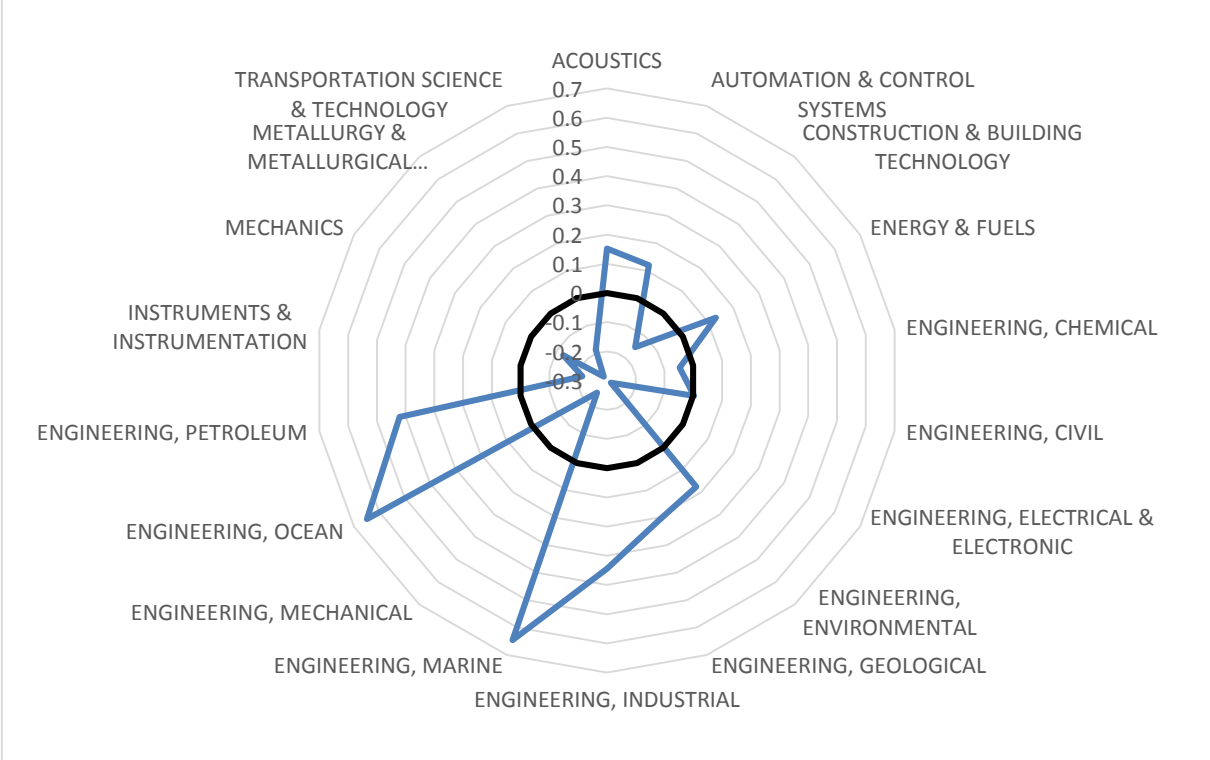 ACOUSTICS
AUTOMATION & CONTROL
SYSTEMS
CONSTRUCTION & BUILDING
TECHNOLOGY
ENERGY & FUELS
ENGINEERING, CHEMICAL
ENGINEERING, CIVIL
ENGINEERING, ELECTRICAL &
ELECTRONIC
ENGINEERING,
ENVIRONMENTAL
ENGINEERING, GEOLOGICAL
ENGINEERING, INDUSTRIAL
ENGINEERING, MARINE
ENGINEERING, MECHANICAL
ENGINEERING, OCEAN
ENGINEERING, PETROLEUM
INSTRUMENTS &
INSTRUMENTATION
MECHANICS
METALLURGY &
METALLURGICAL...
TRANSPORTATION SCIENCE
& TECHNOLOGY
0.7
0.6
0.5
0.4
0.3
0.2
0.1
0
-0.1
-0.2
-0.3